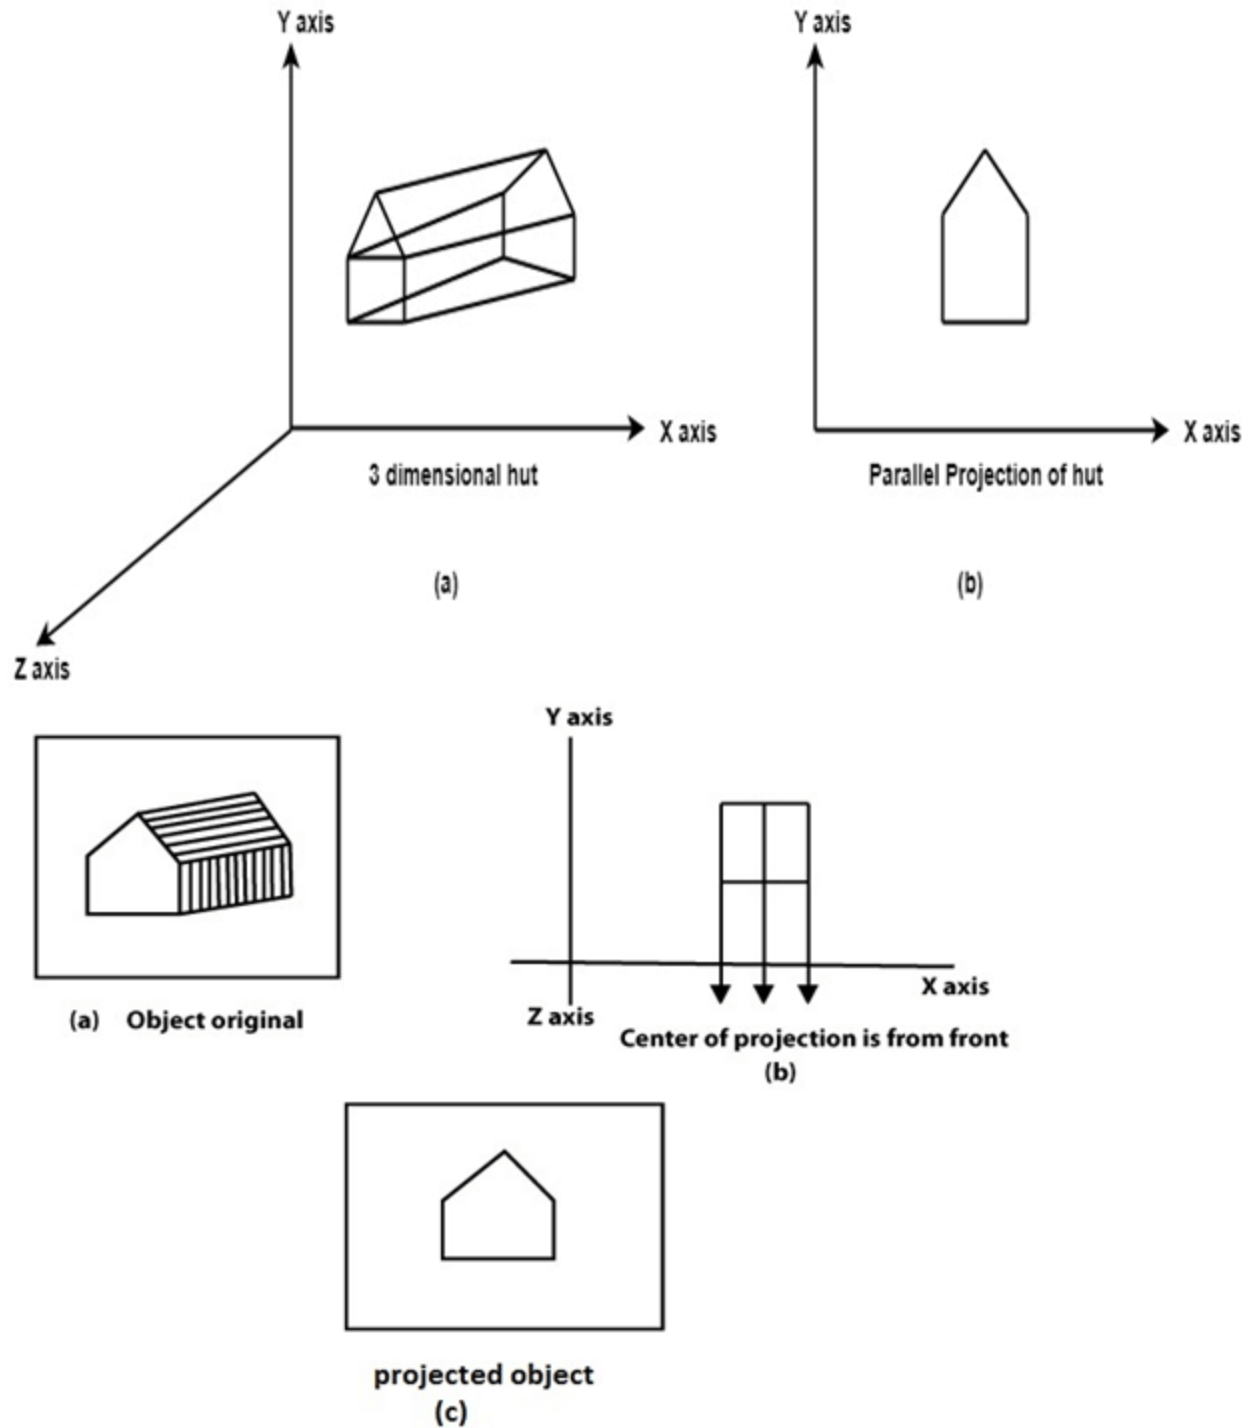 Y axis
Y axis
X axis
X axis
3 dimensional hut
Parallel Projection of hut
(a)
(b)
Z axis
Y axis
X axis
Z axis
(a) Object original
Center of projection is from front
(b)
projected object
(c)